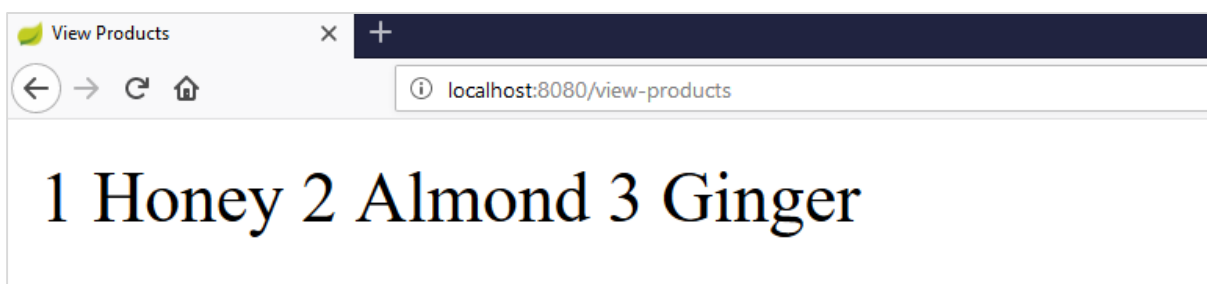 View Products
localhost:8080/view-products
1 Honey 2 Almond 3 Ginger